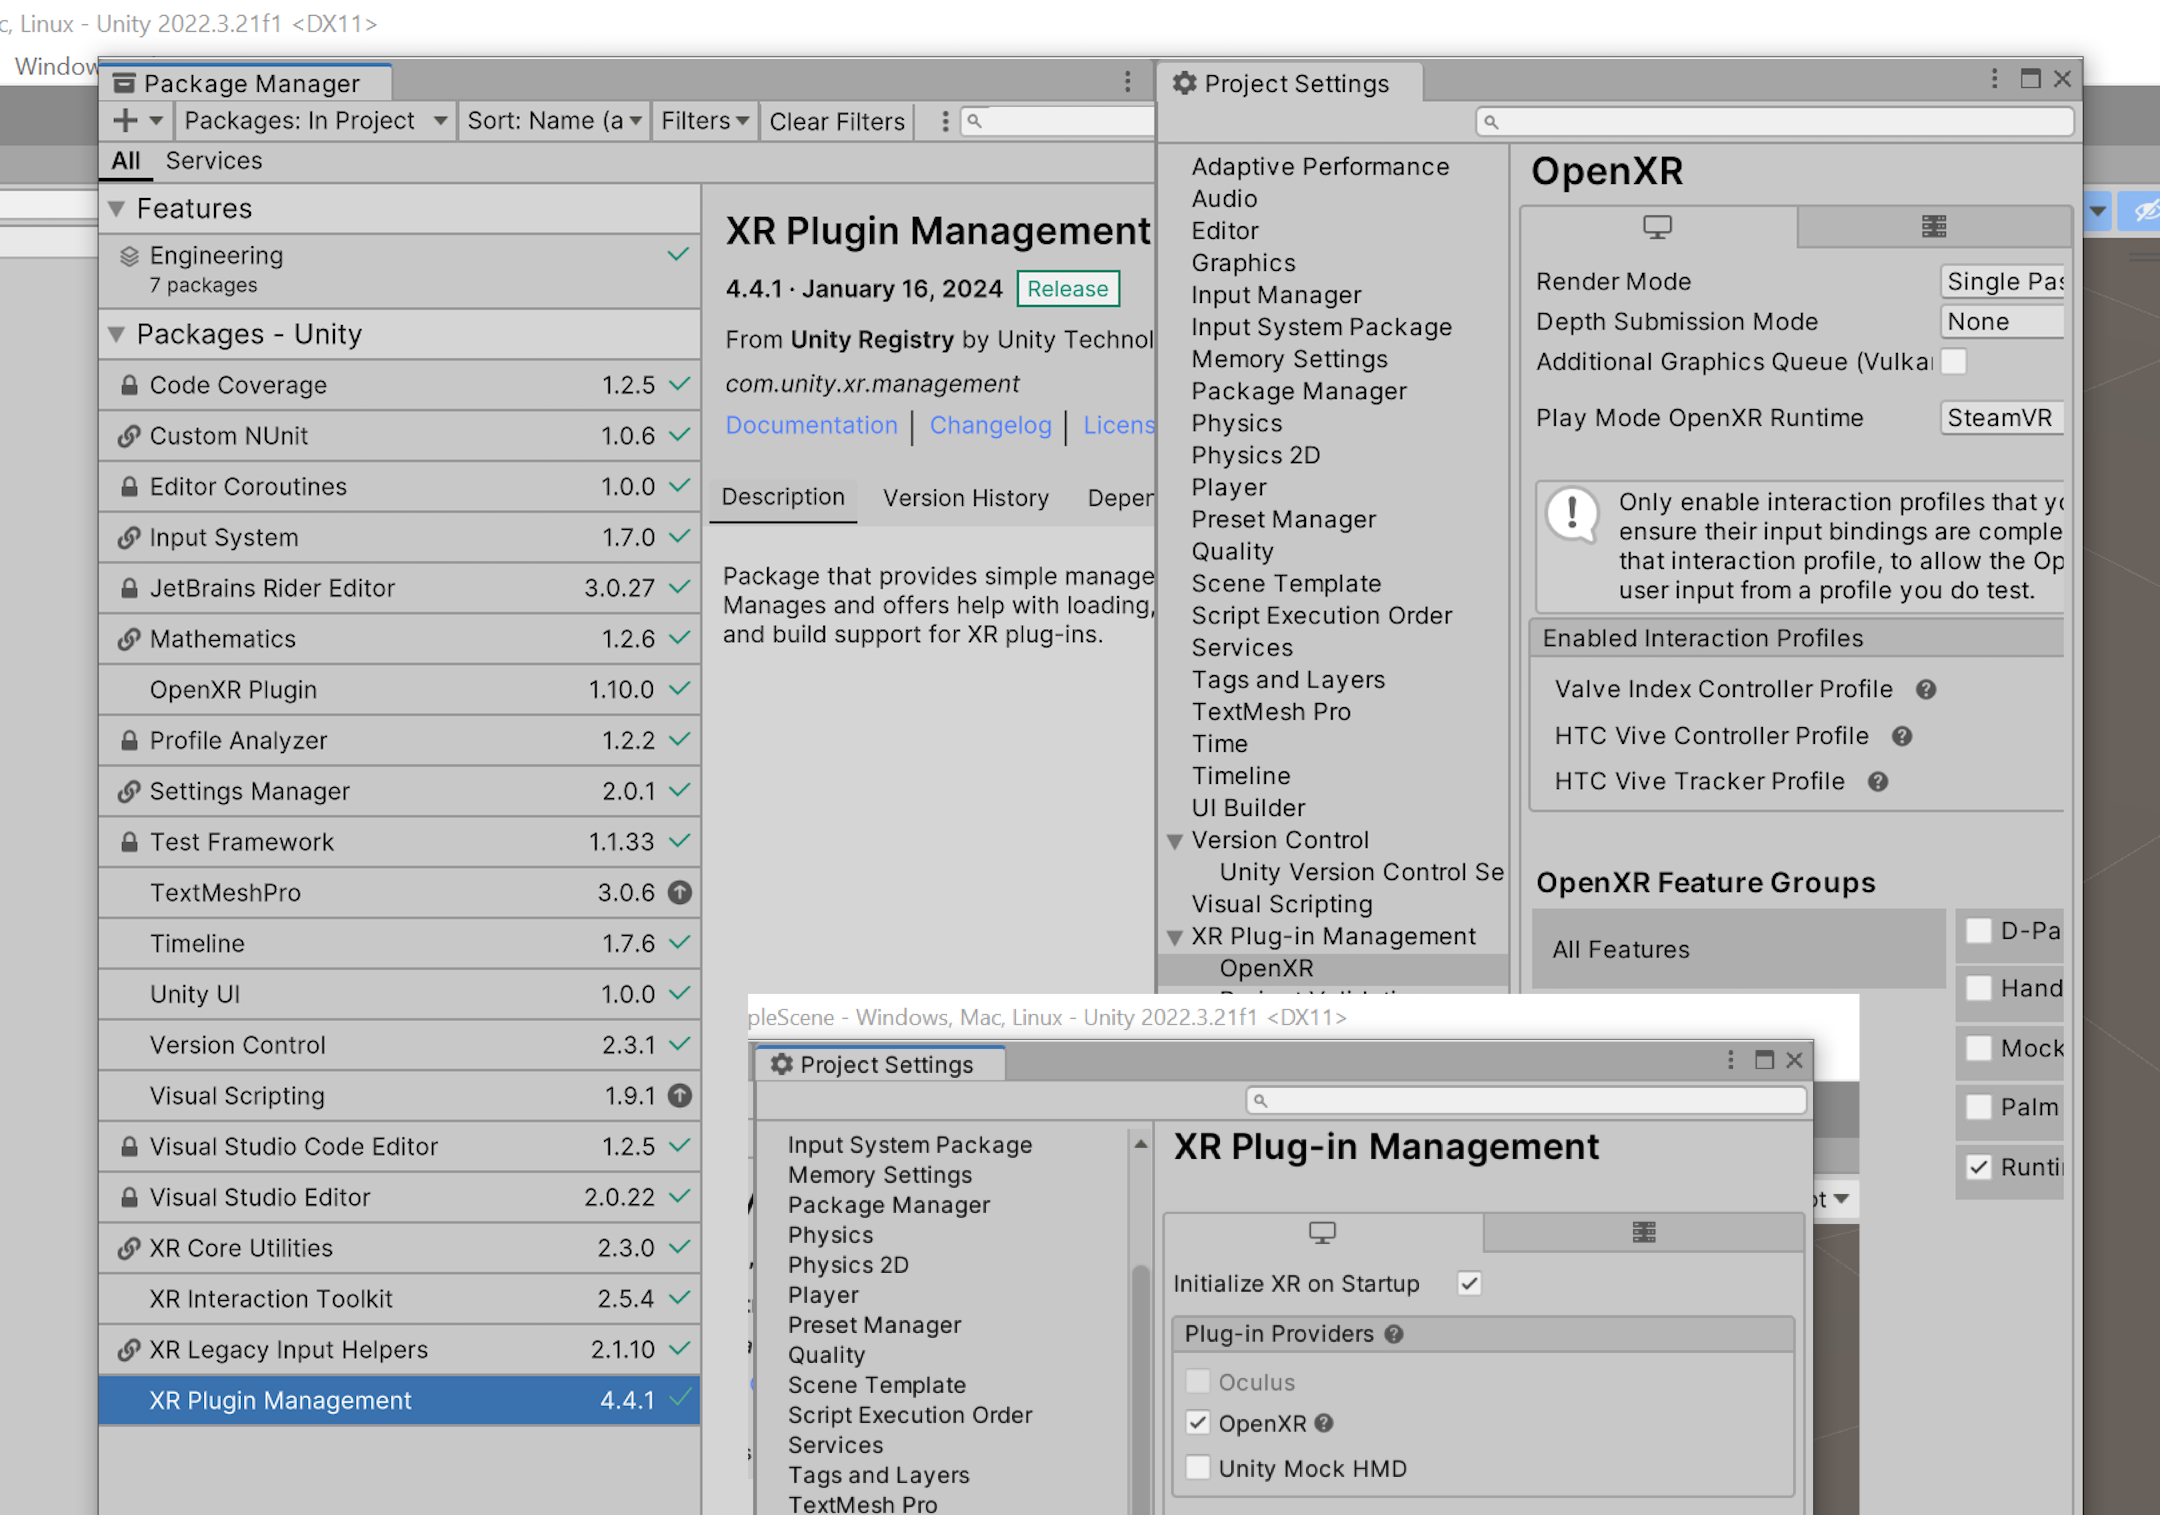 c, Linux - Unity 2022.3.21f1 <DX11>
Window
Package Manager
Packages: In Project
Sort: Name (a
Filters
Clear Filters
All
Services
Features
Engineering
7 packages
Packages - Unity
Code Coverage 1.2.5
Custom NUnit 1.0.6
Editor Coroutines 1.0.0
Input System 1.7.0
JetBrains Rider Editor 3.0.27
Mathematics 1.2.6
OpenXR Plugin 1.10.0
Profile Analyzer 1.2.2
Settings Manager 2.0.1
Test Framework 1.1.33
TextMeshPro 3.0.6
Timeline 1.7.6
Unity UI 1.0.0
Version Control 2.3.1
Visual Scripting 1.9.1
Visual Studio Code Editor 1.2.5
Visual Studio Editor 2.0.22
XR Core Utilities 2.3.0
XR Interaction Toolkit 2.5.4
XR Legacy Input Helpers 2.1.10
XR Plugin Management 4.4.1
XR Plugin Management
4.4.1 · January 16, 2024 Release
From Unity Registry by Unity Technol
com.unity.xr.management
Documentation | Changelog | Licens
Description
Version History
Depen
Package that provides simple manage
Manages and offers help with loading,
and build support for XR plug-ins.
Project Settings
Adaptive Performance
Audio
Editor
Graphics
Input Manager
Input System Package
Memory Settings
Package Manager
Physics
Physics 2D
Player
Preset Manager
Quality
Scene Template
Script Execution Order
Services
Tags and Layers
TextMesh Pro
Time
Timeline
UI Builder
Version Control
Unity Version Control Se
Visual Scripting
XR Plug-in Management
OpenXR
OpenXR
Render Mode Single Pas
Depth Submission Mode None
Additional Graphics Queue (Vulkan
Play Mode OpenXR Runtime SteamVR
Only enable interaction profiles that yo
ensure their input bindings are comple
that interaction profile, to allow the Op
user input from a profile you do test.
Enabled Interaction Profiles
Valve Index Controller Profile
HTC Vive Controller Profile
HTC Vive Tracker Profile
OpenXR Feature Groups
All Features
D-Pa
Hand
Mock
Palm
Runti
pleScene - Windows, Mac, Linux - Unity 2022.3.21f1 <DX11>
Project Settings
Input System Package
Memory Settings
Package Manager
Physics
Physics 2D
Player
Preset Manager
Quality
Scene Template
Script Execution Order
Services
Tags and Layers
TextMesh Pro
XR Plug-in Management
Initialize XR on Startup
Plug-in Providers
Oculus
OpenXR
Unity Mock HMD
ot